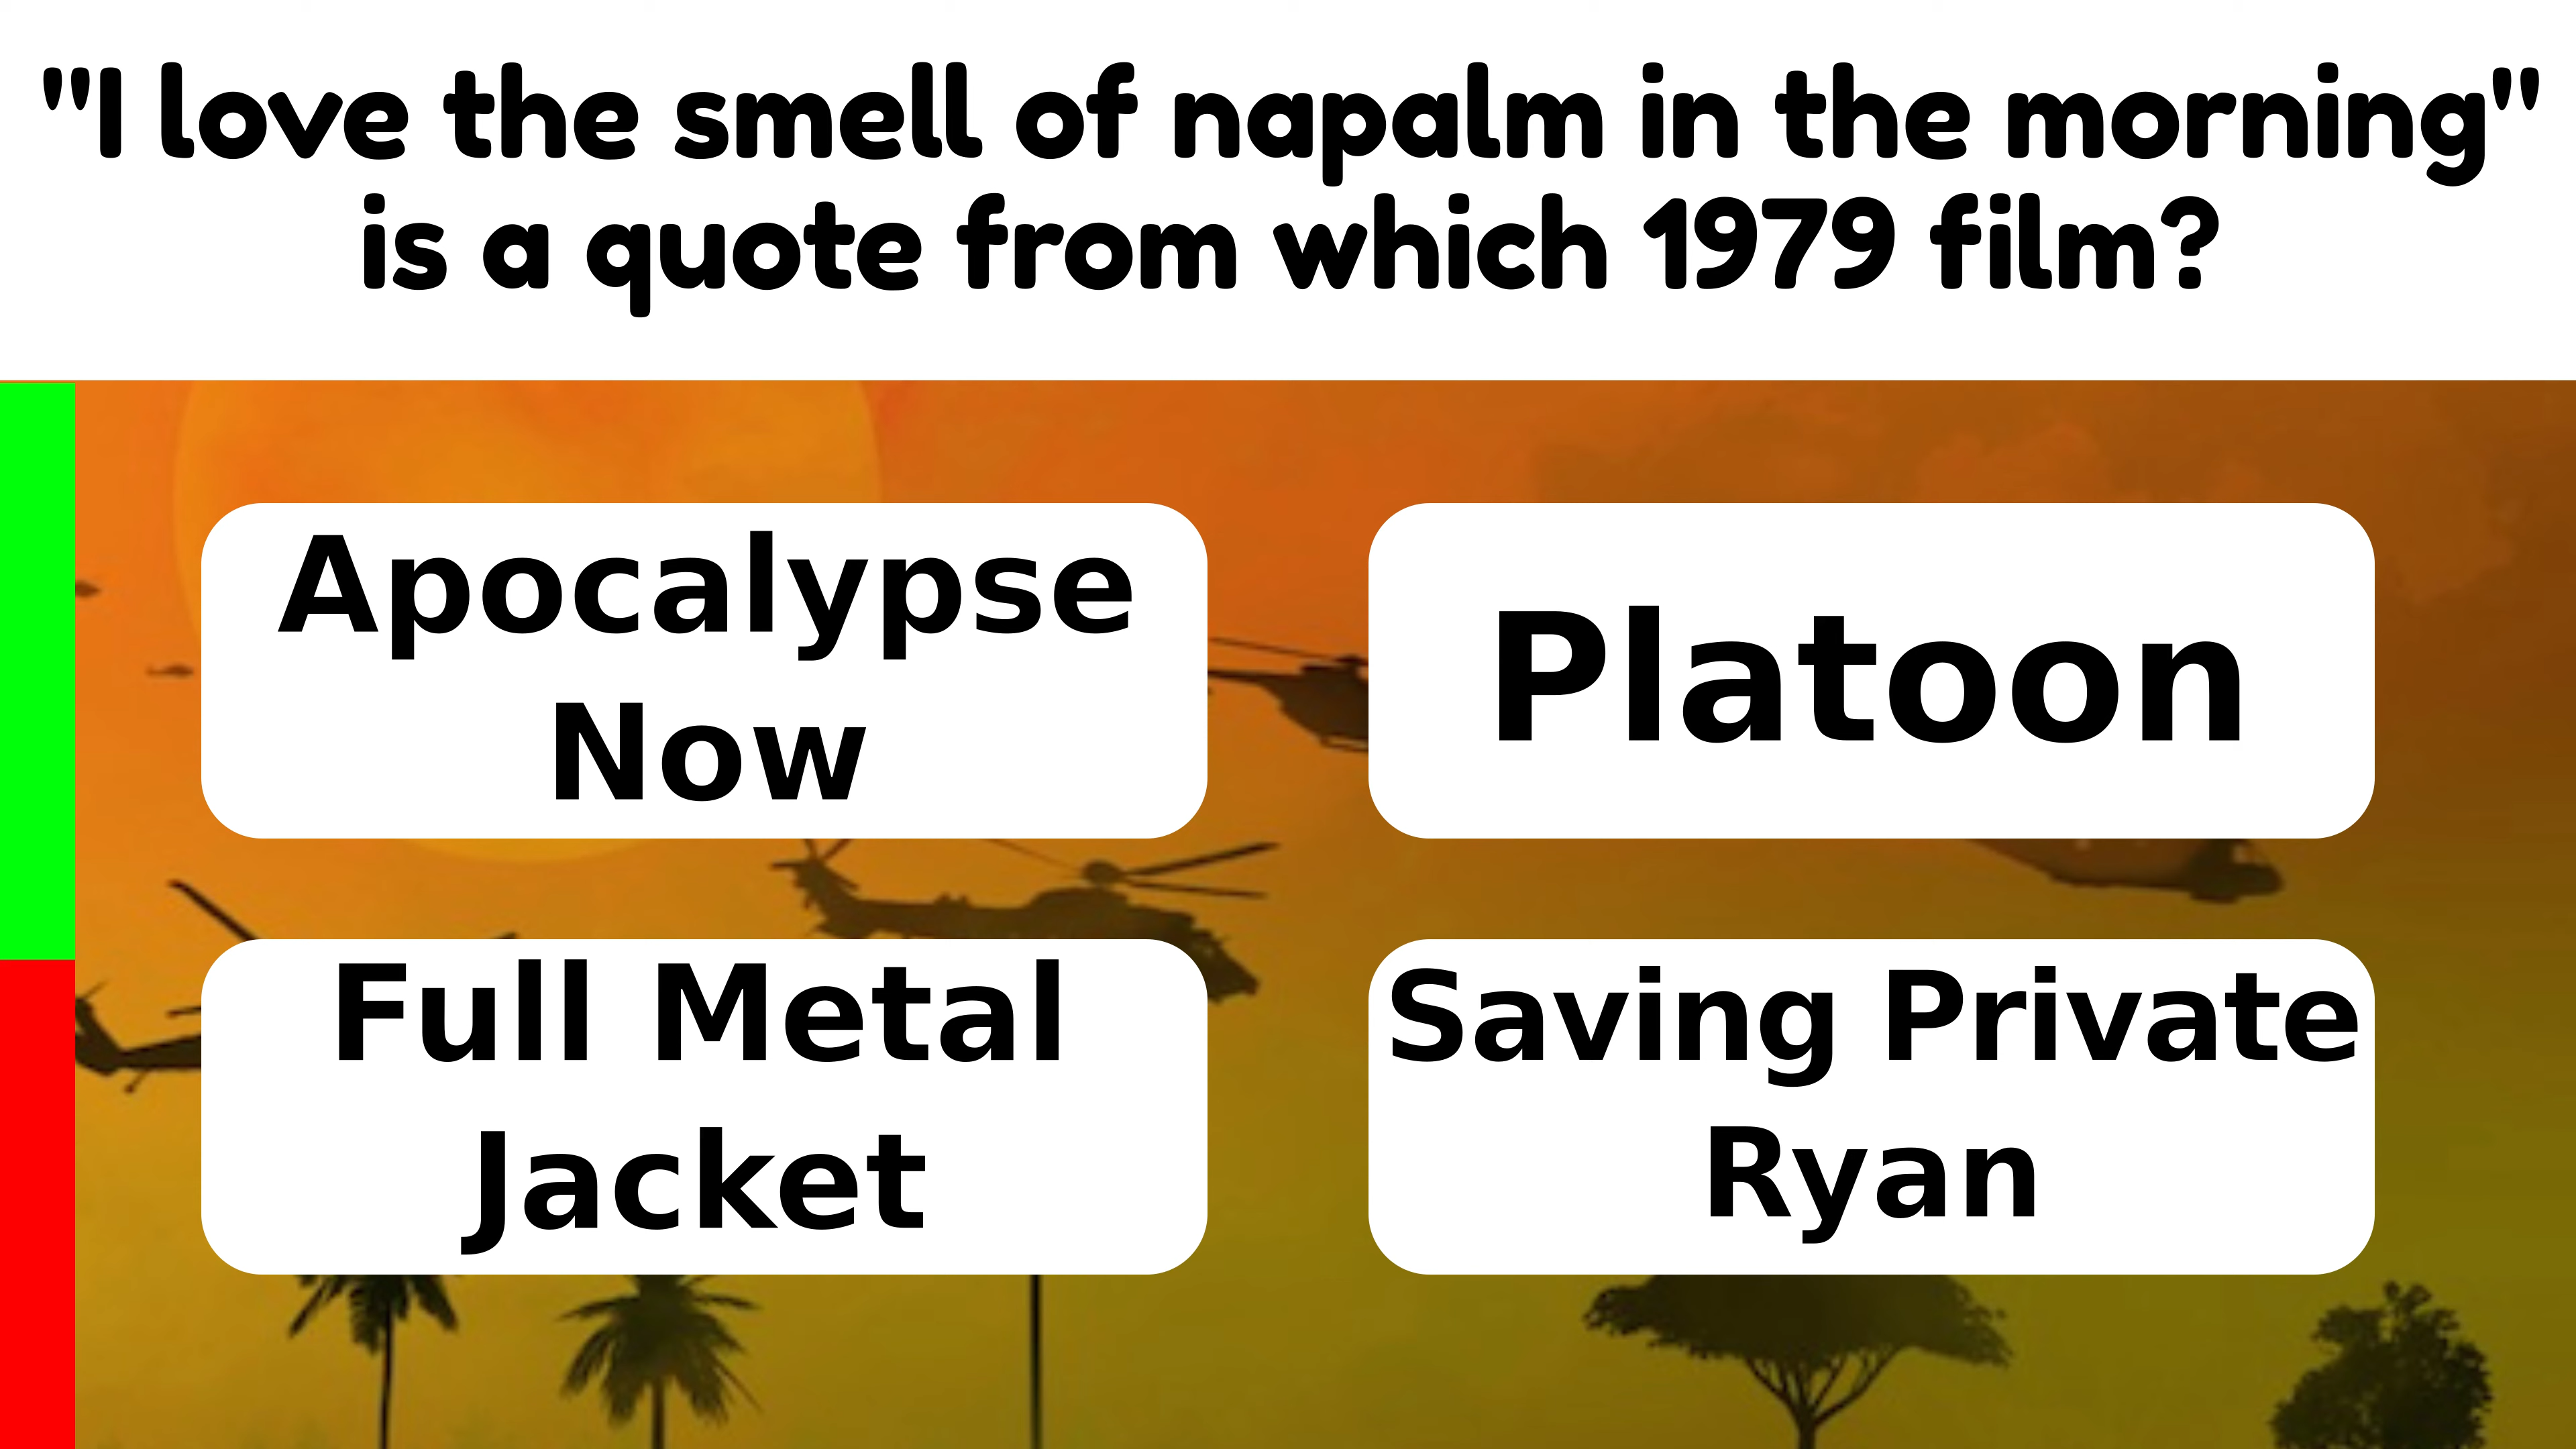 "I love the smell of napalm in the morning"
is a quote from which 1979 film?
Apocalypse
Now
Platoon
Full Metal
Jacket
Saving Private
Ryan